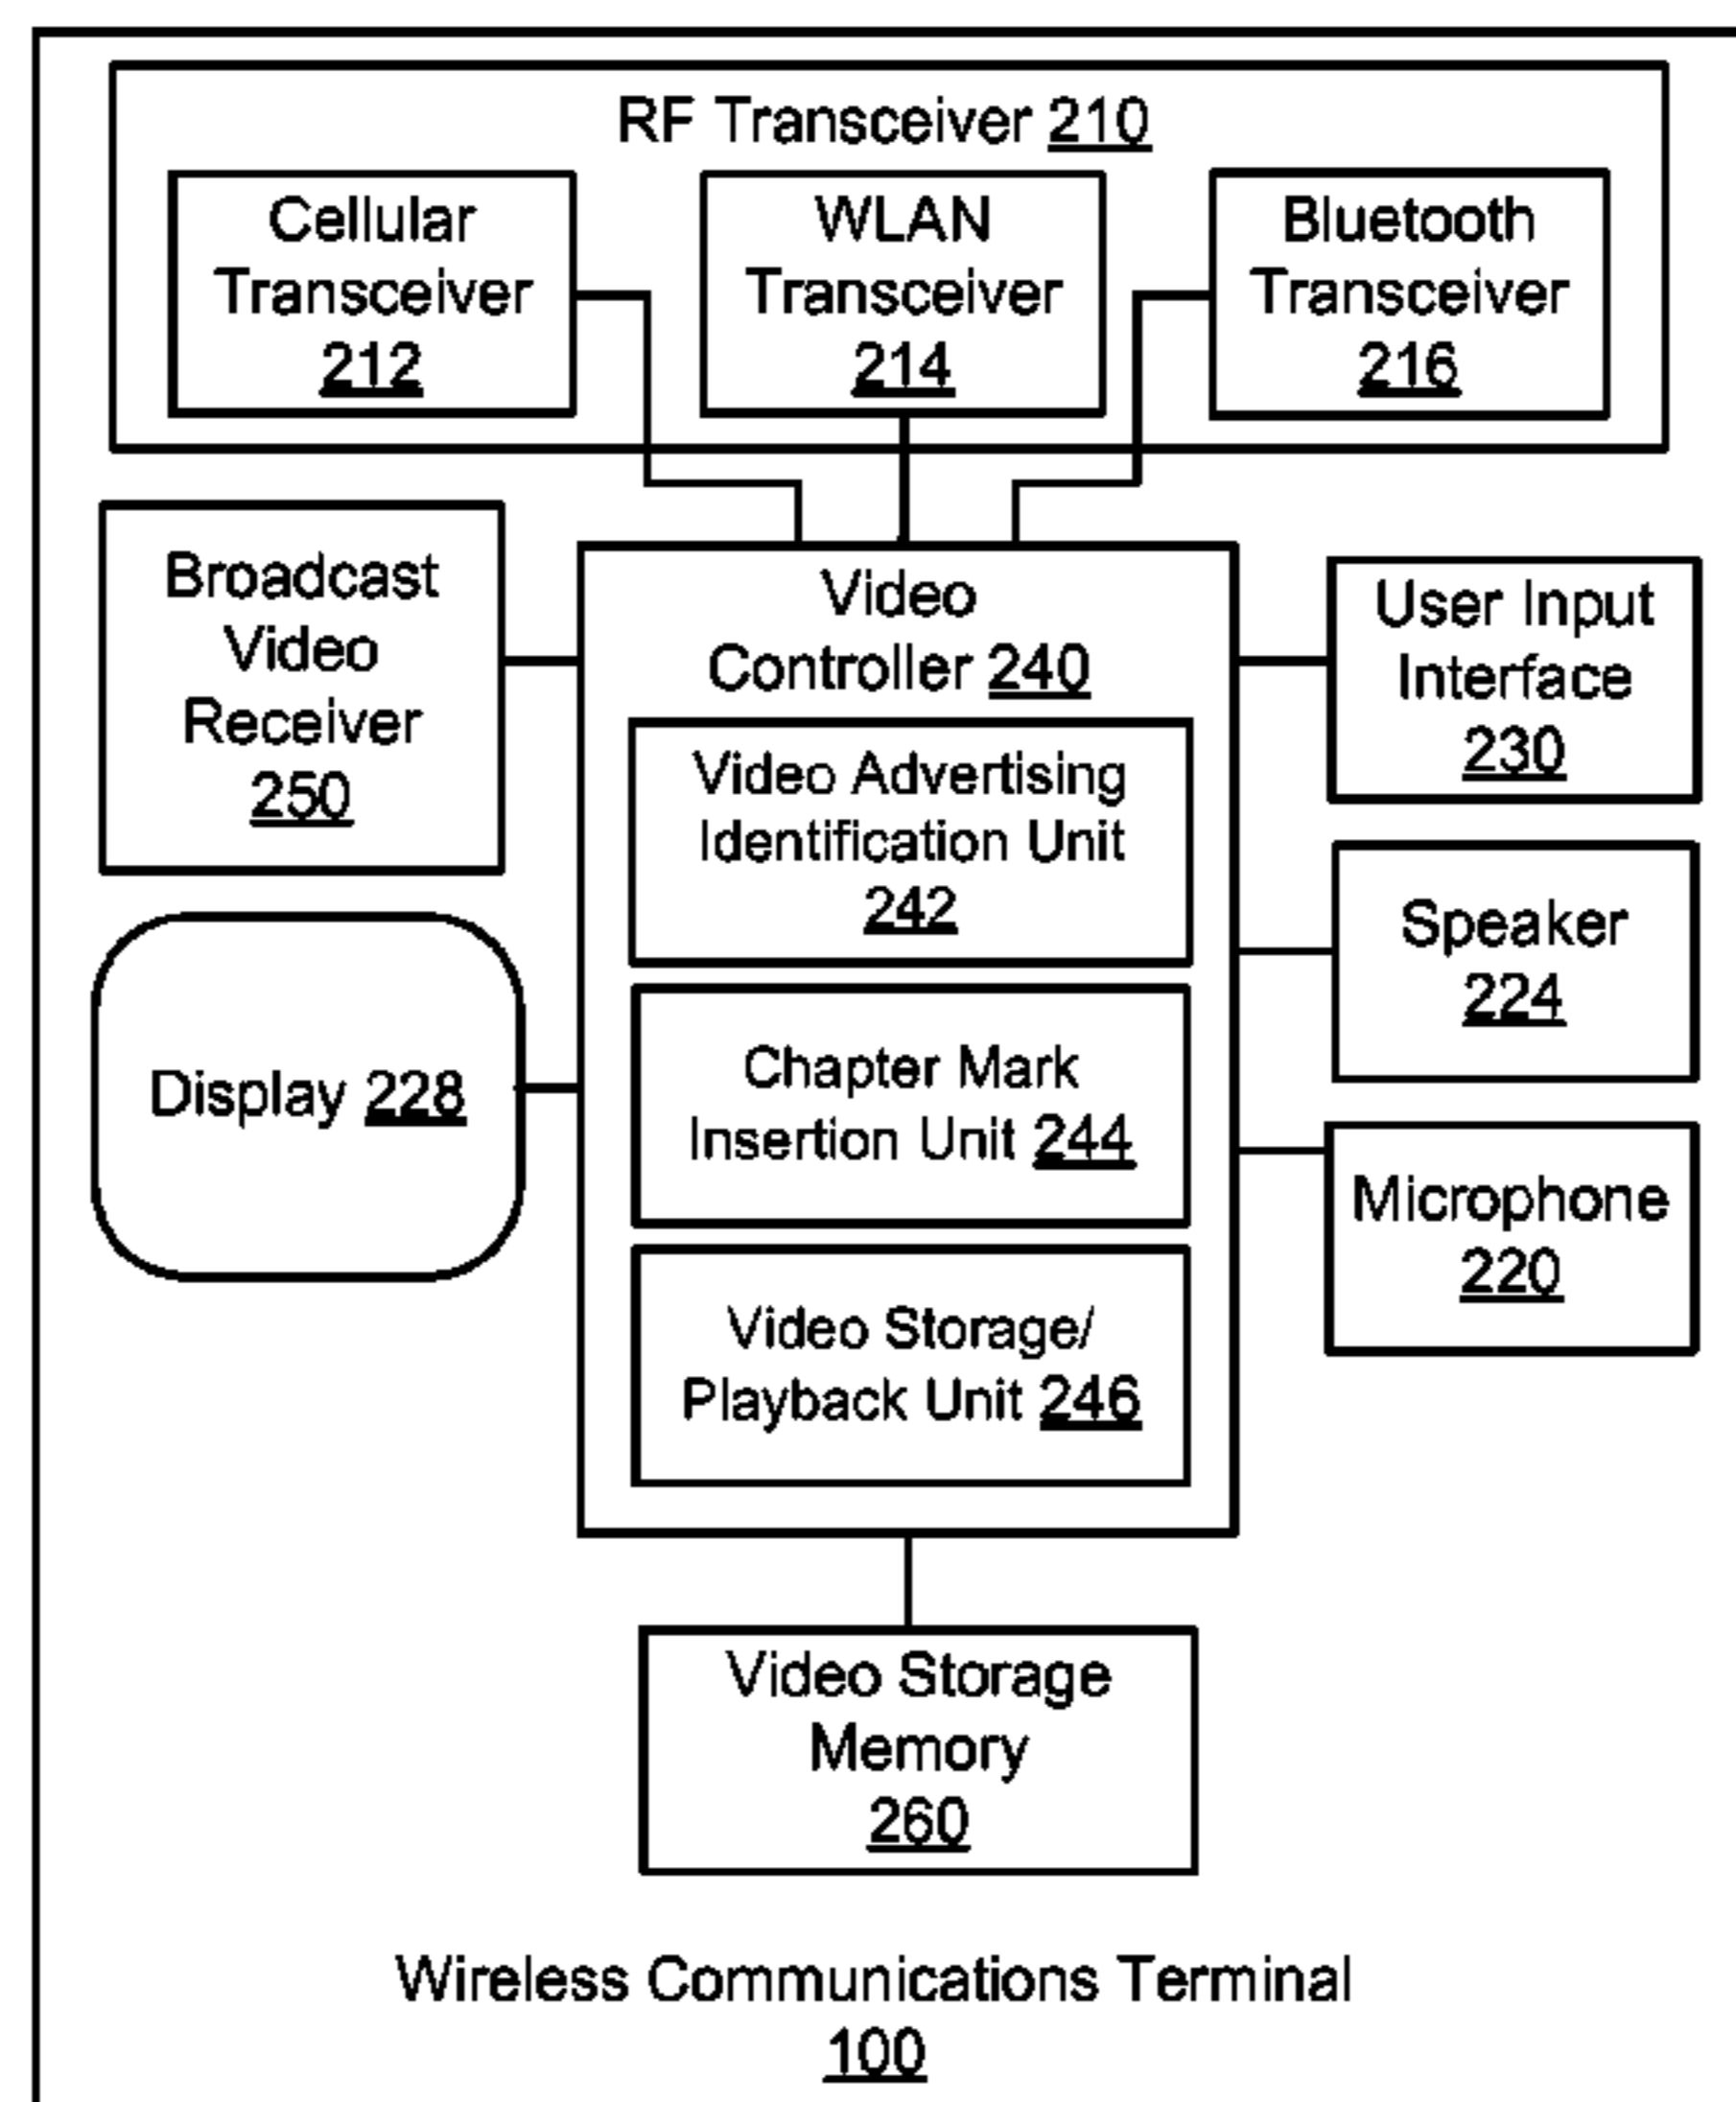 RF Transceiver 210
Cellular
Transceiver
212
WLAN
Transceiver
214
Bluetooth
Transceiver
216
Broadcast
Video
Receiver
250
Video
Controller 240
User Input
Interface
230
Video Advertising
Identification Unit
242
Speaker
224
Display 228
Chapter Mark
Insertion Unit 244
Microphone
220
Video Storage/
Playback Unit 246
Video Storage
Memory
260
Wireless Communications Terminal
100